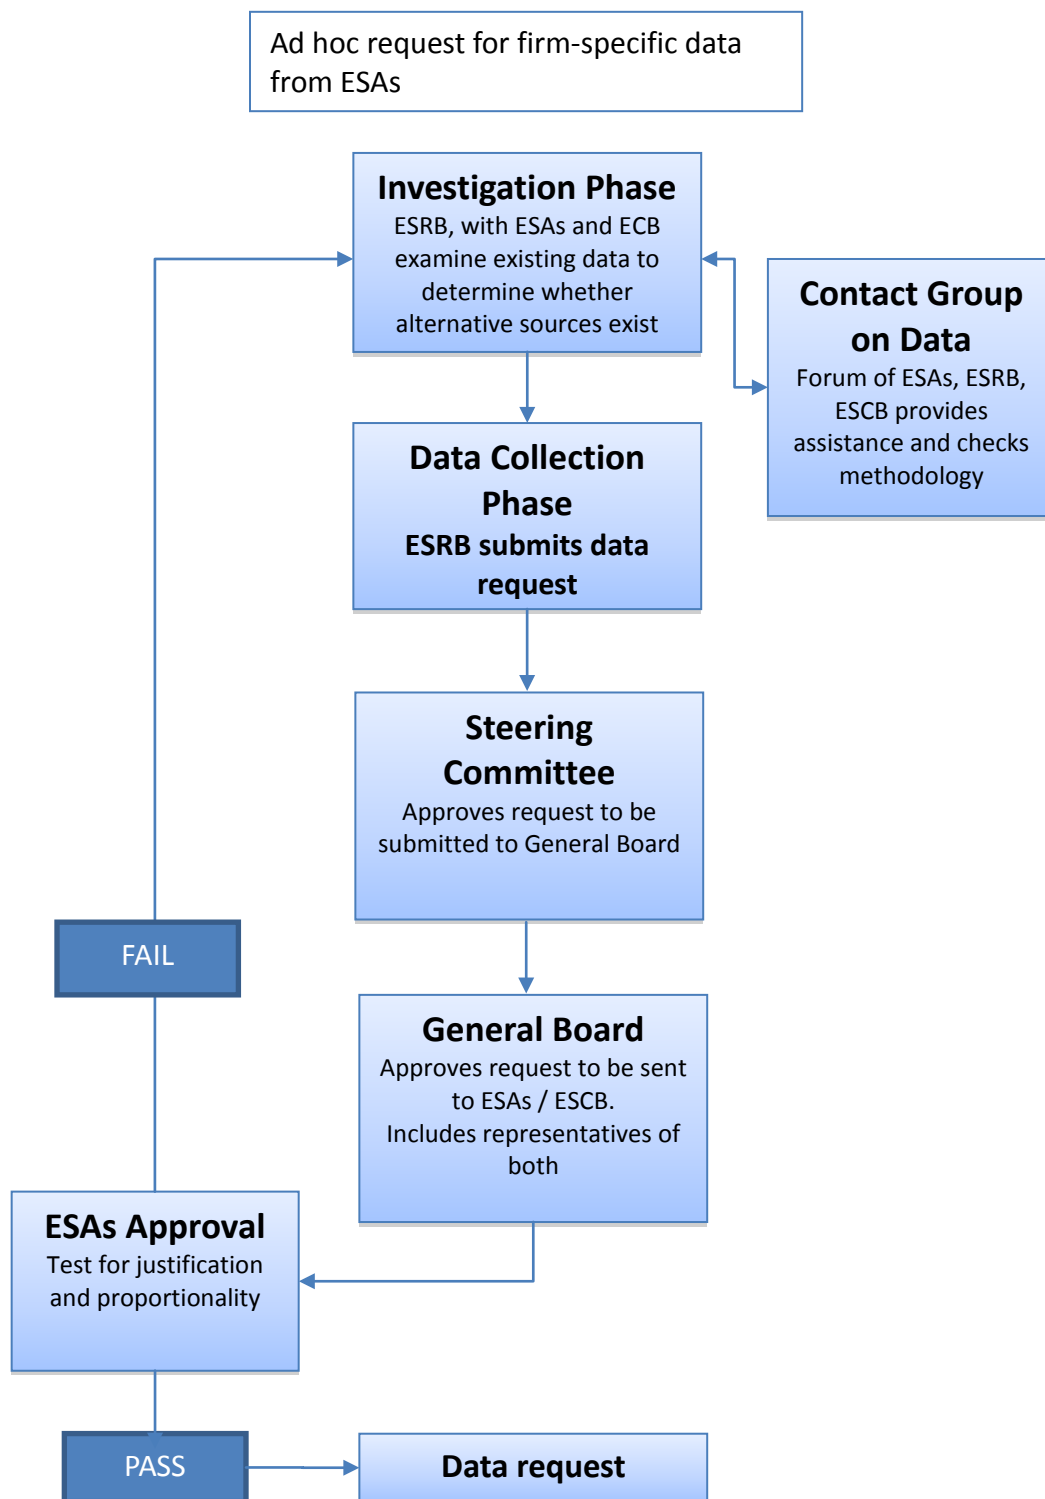 Ad hoc request for firm-specific data
from ESAs
Investigation Phase
ESRB, with ESAs and ECB
examine existing data to
determine whether
alternative sources exist
Contact Group
on Data
Forum of ESAs, ESRB,
ESCB provides
assistance and checks
methodology
Data Collection
Phase
ESRB submits data
request
Steering
Committee
Approves request to be
submitted to General Board
FAIL
General Board
Approves request to be sent
to ESAs / ESCB.
Includes representatives of
both
ESAs Approval
Test for justification
and proportionality
PASS
Data request